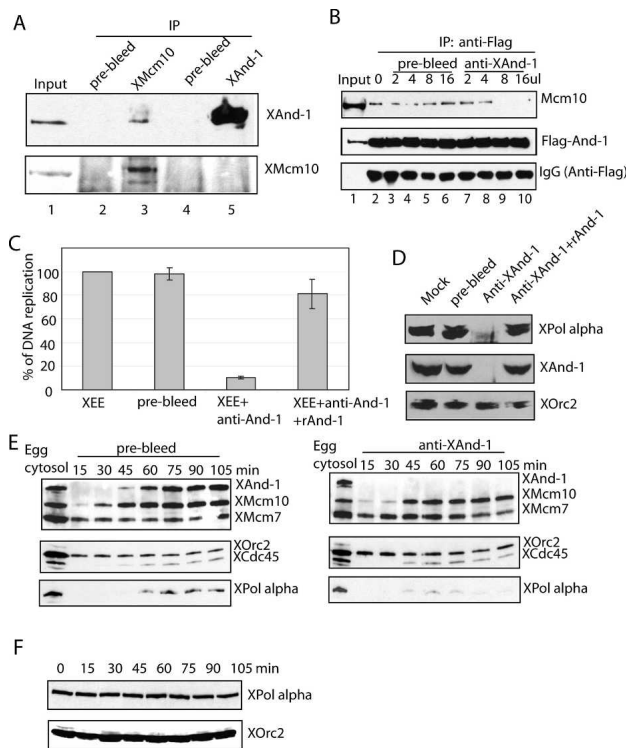 A
IP
Input
pre-bleed
XMcm10
pre-bleed
XAnd-1
XAnd-1
XMcm10
1 2 3 4 5
B
IP: anti-Flag
pre-bleed anti-XAnd-1
Input 0 2 4 8 16 2 4 8 16ul
Mcm10
Flag-And-1
IgG (Anti-Flag)
1 2 3 4 5 6 7 8 9 10
C
% of DNA replication
100
80
60
40
20
0
XEE pre-bleed XEE+ anti-And-1 XEE+anti-And-1 +rAnd-1
D
Mock
pre-bleed
Anti-XAnd-1
Anti-XAnd-1+rAnd-1
XPol alpha
XAnd-1
XOrc2
E
Egg cytosol
pre-bleed
15 30 45 60 75 90 105 min
XAnd-1
XMcm10
XMcm7
XOrc2
XCdc45
XPol alpha
Egg cytosol
anti-XAnd-1
15 30 45 60 75 90 105 min
XAnd-1
XMcm10
XMcm7
XOrc2
XCdc45
XPol alpha
F
0 15 30 45 60 75 90 105 min
XPol alpha
XOrc2